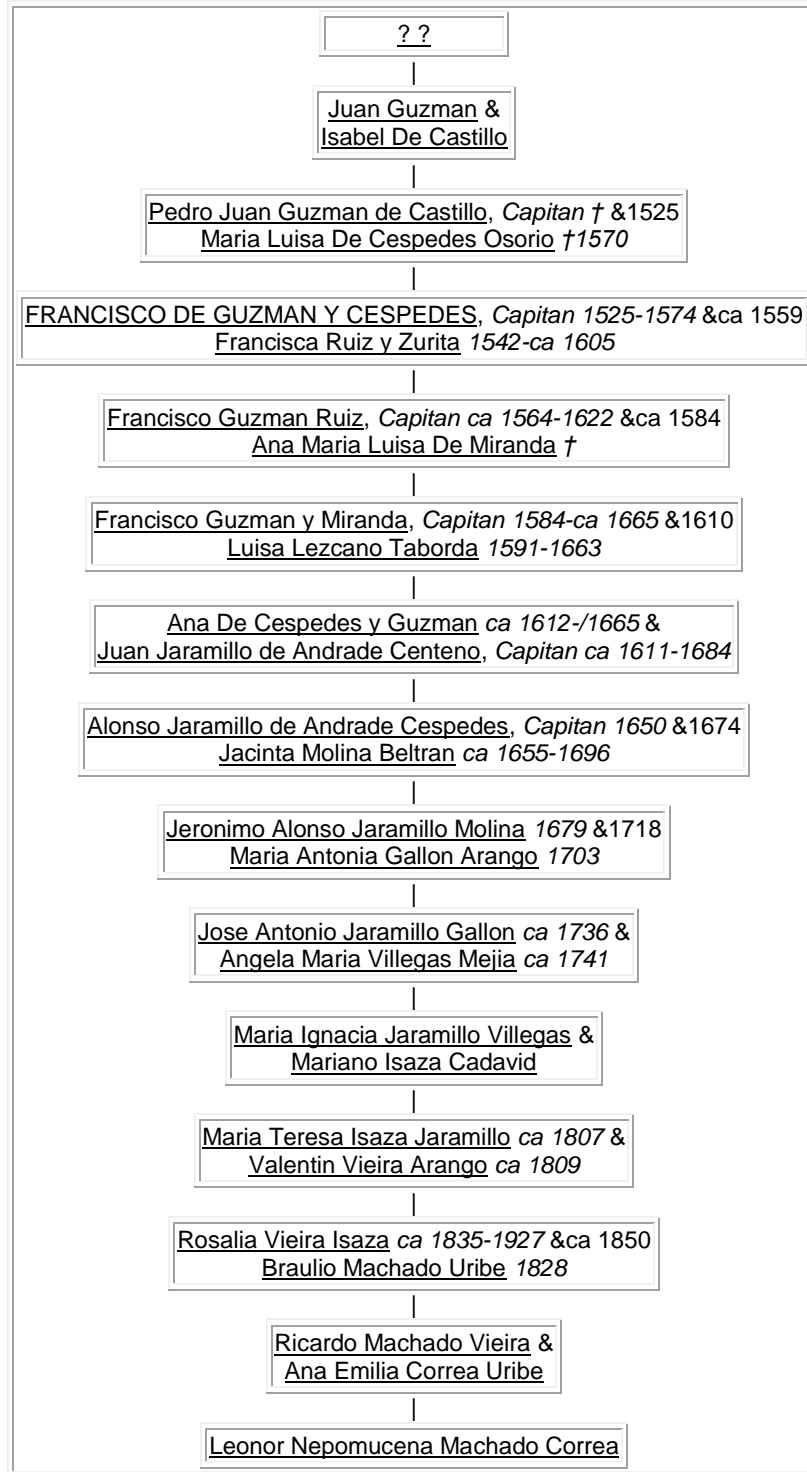 ? ?
Juan Guzman &
Isabel De Castillo
Pedro Juan Guzman de Castillo, Capitan † &1525
Maria Luisa De Cespedes Osorio †1570
FRANCISCO DE GUZMAN Y CESPEDES, Capitan 1525-1574 &ca 1559
Francisca Ruiz y Zurita 1542-ca 1605
Francisco Guzman Ruiz, Capitan ca 1564-1622 &ca 1584
Ana Maria Luisa De Miranda †
Francisco Guzman y Miranda, Capitan 1584-ca 1665 &1610
Luisa Lezcano Taborda 1591-1663
Ana De Cespedes y Guzman ca 1612-/1665 &
Juan Jaramillo de Andrade Centeno, Capitan ca 1611-1684
Alonso Jaramillo de Andrade Cespedes, Capitan 1650 &1674
Jacinta Molina Beltran ca 1655-1696
Jeronimo Alonso Jaramillo Molina 1679 &1718
Maria Antonia Gallon Arango 1703
Jose Antonio Jaramillo Gallon ca 1736 &
Angela Maria Villegas Mejia ca 1741
Maria Ignacia Jaramillo Villegas &
Mariano Isaza Cadavid
Maria Teresa Isaza Jaramillo ca 1807 &
Valentin Vieira Arango ca 1809
Rosalia Vieira Isaza ca 1835-1927 &ca 1850
Braulio Machado Uribe 1828
Ricardo Machado Vieira &
Ana Emilia Correa Uribe
Leonor Nepomucena Machado Correa